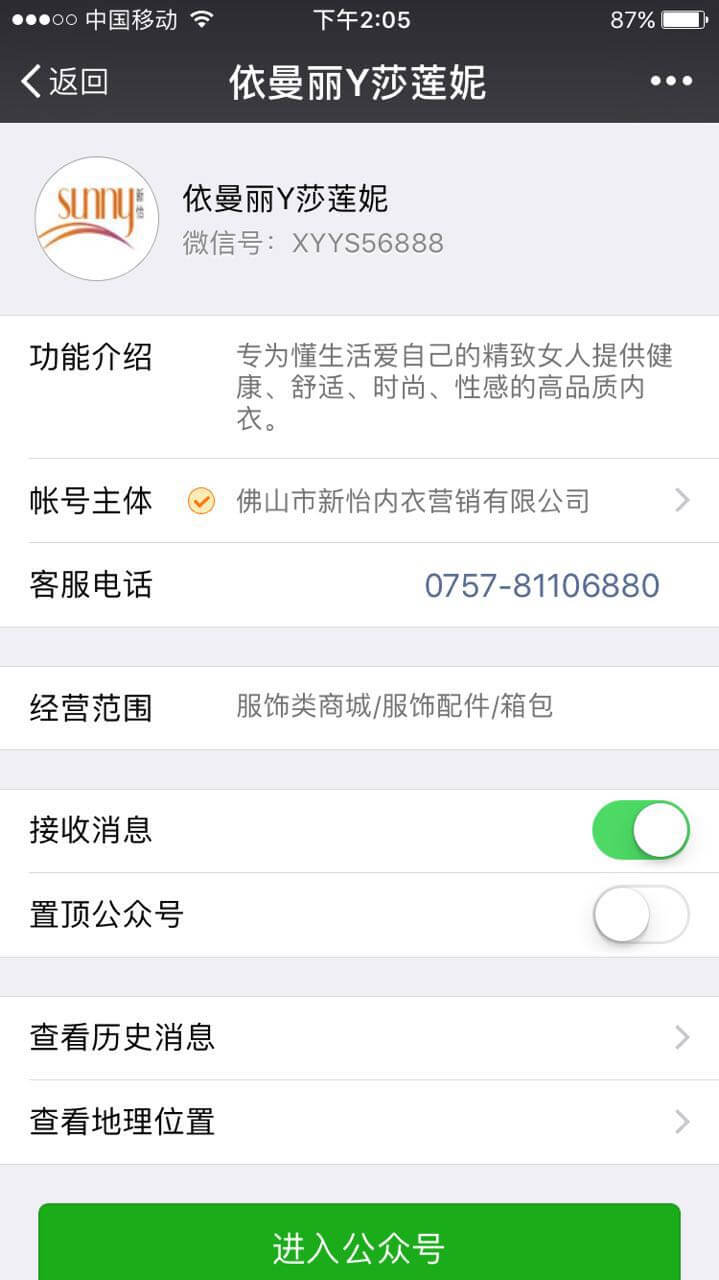 中国移动 下午2:05 87%
返回 依曼丽Y莎莲妮
sunny 新怡
依曼丽Y莎莲妮
微信号：XYYS56888
功能介绍 专为懂生活爱自己的精致女人提供健
康、舒适、时尚、性感的高品质内
衣。
帐号主体 佛山市新怡内衣营销有限公司
客服电话 0757-81106880
经营范围 服饰类商城/服饰配件/箱包
接收消息
置顶公众号
查看历史消息
查看地理位置
进入公众号